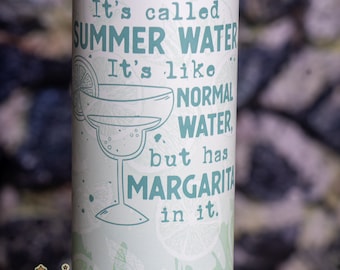 It's called
SUMMER WATER
It's like
NORMAL
WATER,
but has
MARGARITA
in it.